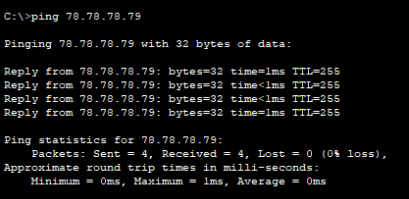 C:\>ping 78.78.78.79
Pinging 78.78.78.79 with 32 bytes of data:
Reply from 78.78.78.79: bytes=32 time=1ms TTL=255
Reply from 78.78.78.79: bytes=32 time<1ms TTL=255
Reply from 78.78.78.79: bytes=32 time<1ms TTL=255
Reply from 78.78.78.79: bytes=32 time=1ms TTL=255
Ping statistics for 78.78.78.79:
Packets: Sent = 4, Received = 4, Lost = 0 (0% loss),
Approximate round trip times in milli-seconds:
Minimum = 0ms, Maximum = 1ms, Average = 0ms